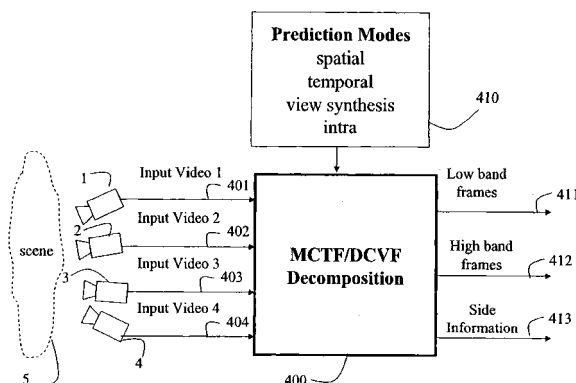 Prediction Modes
spatial
temporal
view synthesis
intra
410
1
Input Video 1
401
2
Input Video 2
402
scene
3
Input Video 3
403
Input Video 4
404
4
5
MCTF/DCVF
Decomposition
400
Low band
frames
411
High band
frames
412
Side
Information
413